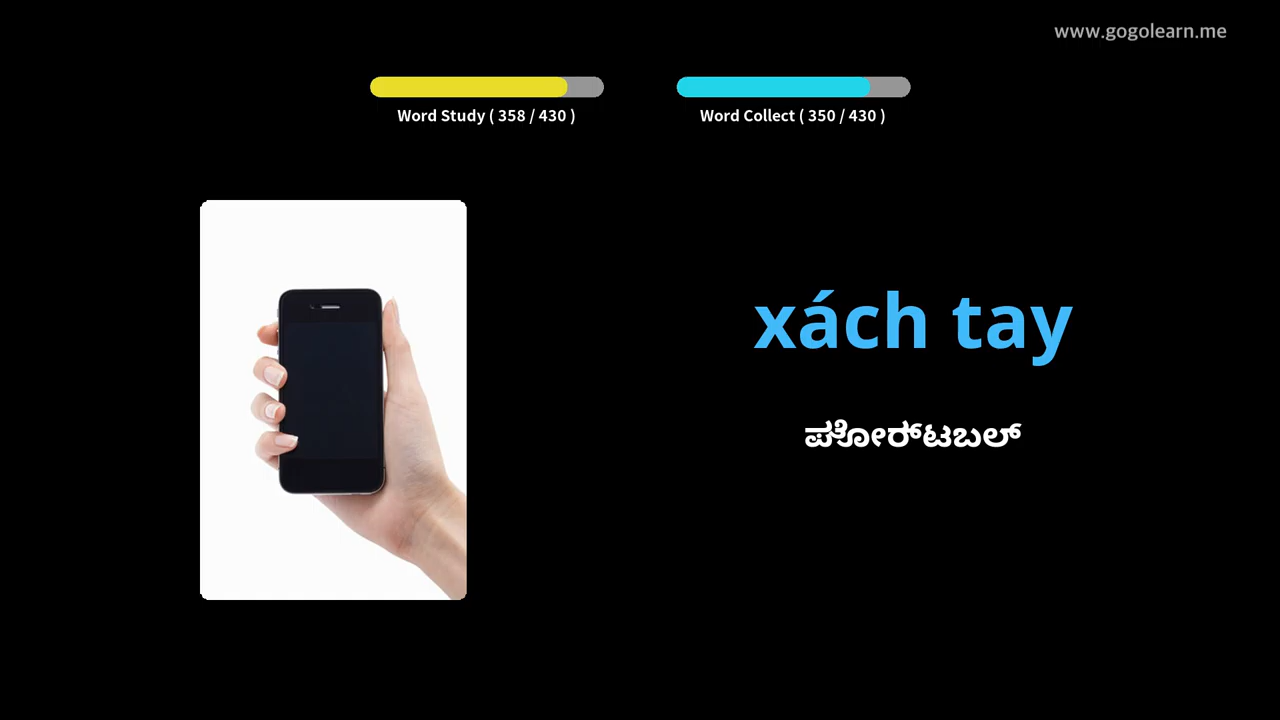 www.gogolearn.me
Word Study ( 358 / 430 )
Word Collect ( 350 / 430 )
xách tay
ಪೋರ್ಟಬಲ್